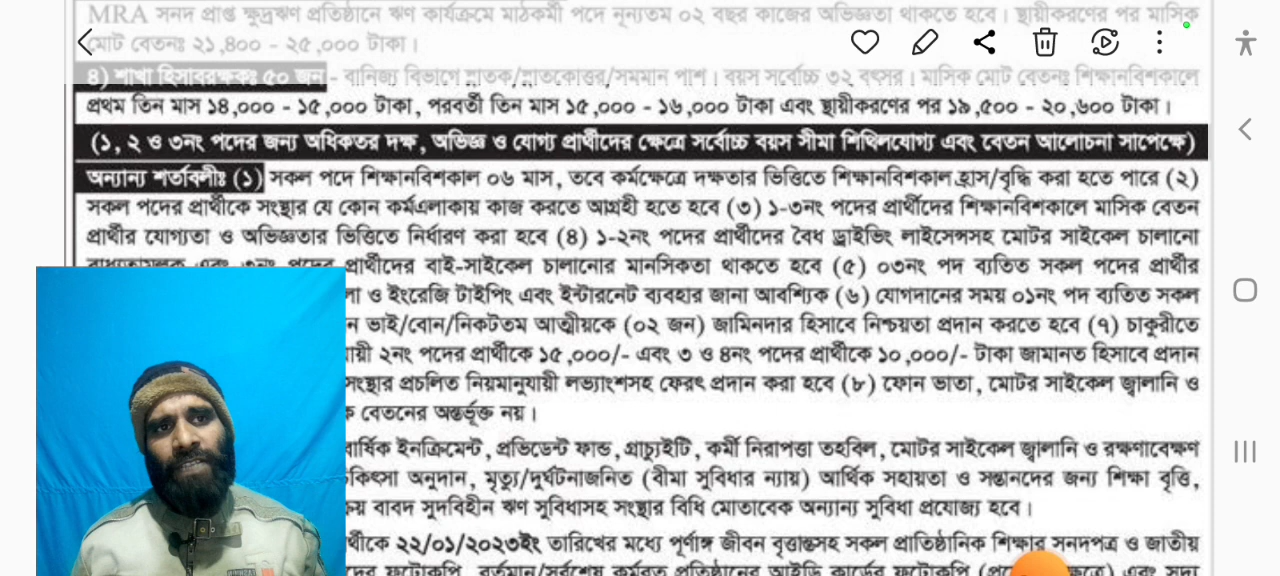 MRA সনদ প্রাপ্ত ক্ষুদ্রঋণ প্রতিষ্ঠানে ঋণ কার্যক্রমে মাঠকর্মী পদে নূন্যতম ০২ বছর কাজের অভিজ্ঞতা থাকতে হবে। স্থায়ীকরণের পর মাসিক
মোট বেতনঃ ২১,৪০০ - ২৫,০০০ টাকা।
৪) শাখা হিসাবরক্ষকঃ ৫০ জন - বানিজ্য বিভাগে স্নাতক/স্নাতকোত্তর/সমমান পাশ। বয়স সর্বোচ্চ ৩২ বৎসর। মাসিক মোট বেতনঃ শিক্ষানবিশকালে
প্রথম তিন মাস ১৪,০০০ - ১৫,০০০ টাকা, পরবর্তী তিন মাস ১৫,০০০ - ১৬,০০০ টাকা এবং স্থায়ীকরণের পর ১৯,৫০০ - ২০,৬০০ টাকা।
(১, ২ ও ৩নং পদের জন্য অধিকতর দক্ষ, অভিজ্ঞ ও যোগ্য প্রার্থীদের ক্ষেত্রে সর্বোচ্চ বয়স সীমা শিথিলযোগ্য এবং বেতন আলোচনা সাপেক্ষে)
অন্যান্য শর্তাবলীঃ (১) সকল পদে শিক্ষানবিশকাল ০৬ মাস, তবে কর্মক্ষেত্রে দক্ষতার ভিত্তিতে শিক্ষানবিশকাল হ্রাস/বৃদ্ধি করা হতে পারে (২)
সকল পদের প্রার্থীকে সংস্থার যে কোন কর্মএলাকায় কাজ করতে আগ্রহী হতে হবে (৩) ১-৩নং পদের প্রার্থীদের শিক্ষানবিশকালে মাসিক বেতন
প্রার্থীর যোগ্যতা ও অভিজ্ঞতার ভিত্তিতে নির্ধারণ করা হবে (৪) ১-২নং পদের প্রার্থীদের বৈধ ড্রাইভিং লাইসেন্সসহ মোটর সাইকেল চালানো
বাধ্যতামূলক এবং ৩নং পদের প্রার্থীদের বাই-সাইকেল চালানোর মানসিকতা থাকতে হবে (৫) ০৩নং পদ ব্যতিত সকল পদের প্রার্থীর
লা ও ইংরেজি টাইপিং এবং ইন্টারনেট ব্যবহার জানা আবশ্যিক (৬) যোগদানের সময় ০১নং পদ ব্যতিত সকল
ন ভাই/বোন/নিকটতম আত্মীয়কে (০২ জন) জামিনদার হিসাবে নিশ্চয়তা প্রদান করতে হবে (৭) চাকুরীতে
য়ী ২নং পদের প্রার্থীকে ১৫,০০০/- এবং ৩ ও ৪নং পদের প্রার্থীকে ১০,০০০/- টাকা জামানত হিসাবে প্রদান
সংস্থার প্রচলিত নিয়মানুযায়ী লভ্যাংশসহ ফেরৎ প্রদান করা হবে (৮) ফোন ভাতা, মোটর সাইকেল জ্বালানি ও
ক বেতনের অন্তর্ভূক্ত নয়।
বার্ষিক ইনক্রিমেন্ট, প্রভিডেন্ট ফান্ড, গ্রাচ্যুইটি, কর্মী নিরাপত্তা তহবিল, মোটর সাইকেল জ্বালানি ও রক্ষণাবেক্ষণ
কিৎসা অনুদান, মৃত্যু/দুর্ঘটনাজনিত (বীমা সুবিধার ন্যায়) আর্থিক সহায়তা ও সন্তানদের জন্য শিক্ষা বৃত্তি,
ক্রয় বাবদ সুদবিহীন ঋণ সুবিধাসহ সংস্থার বিধি মোতাবেক অন্যান্য সুবিধা প্রযোজ্য হবে।
র্থীকে ২২/০১/২০২৩ইং তারিখের মধ্যে পূর্ণাঙ্গ জীবন বৃত্তান্তসহ সকল প্রাতিষ্ঠানিক শিক্ষার সনদপত্র ও জাতীয়
দের ফটোকপি, বর্তমান/সর্বশেষ কর্মরত প্রতিষ্ঠানের আইডি কার্ডের ফটোকপি এবং সদ্য